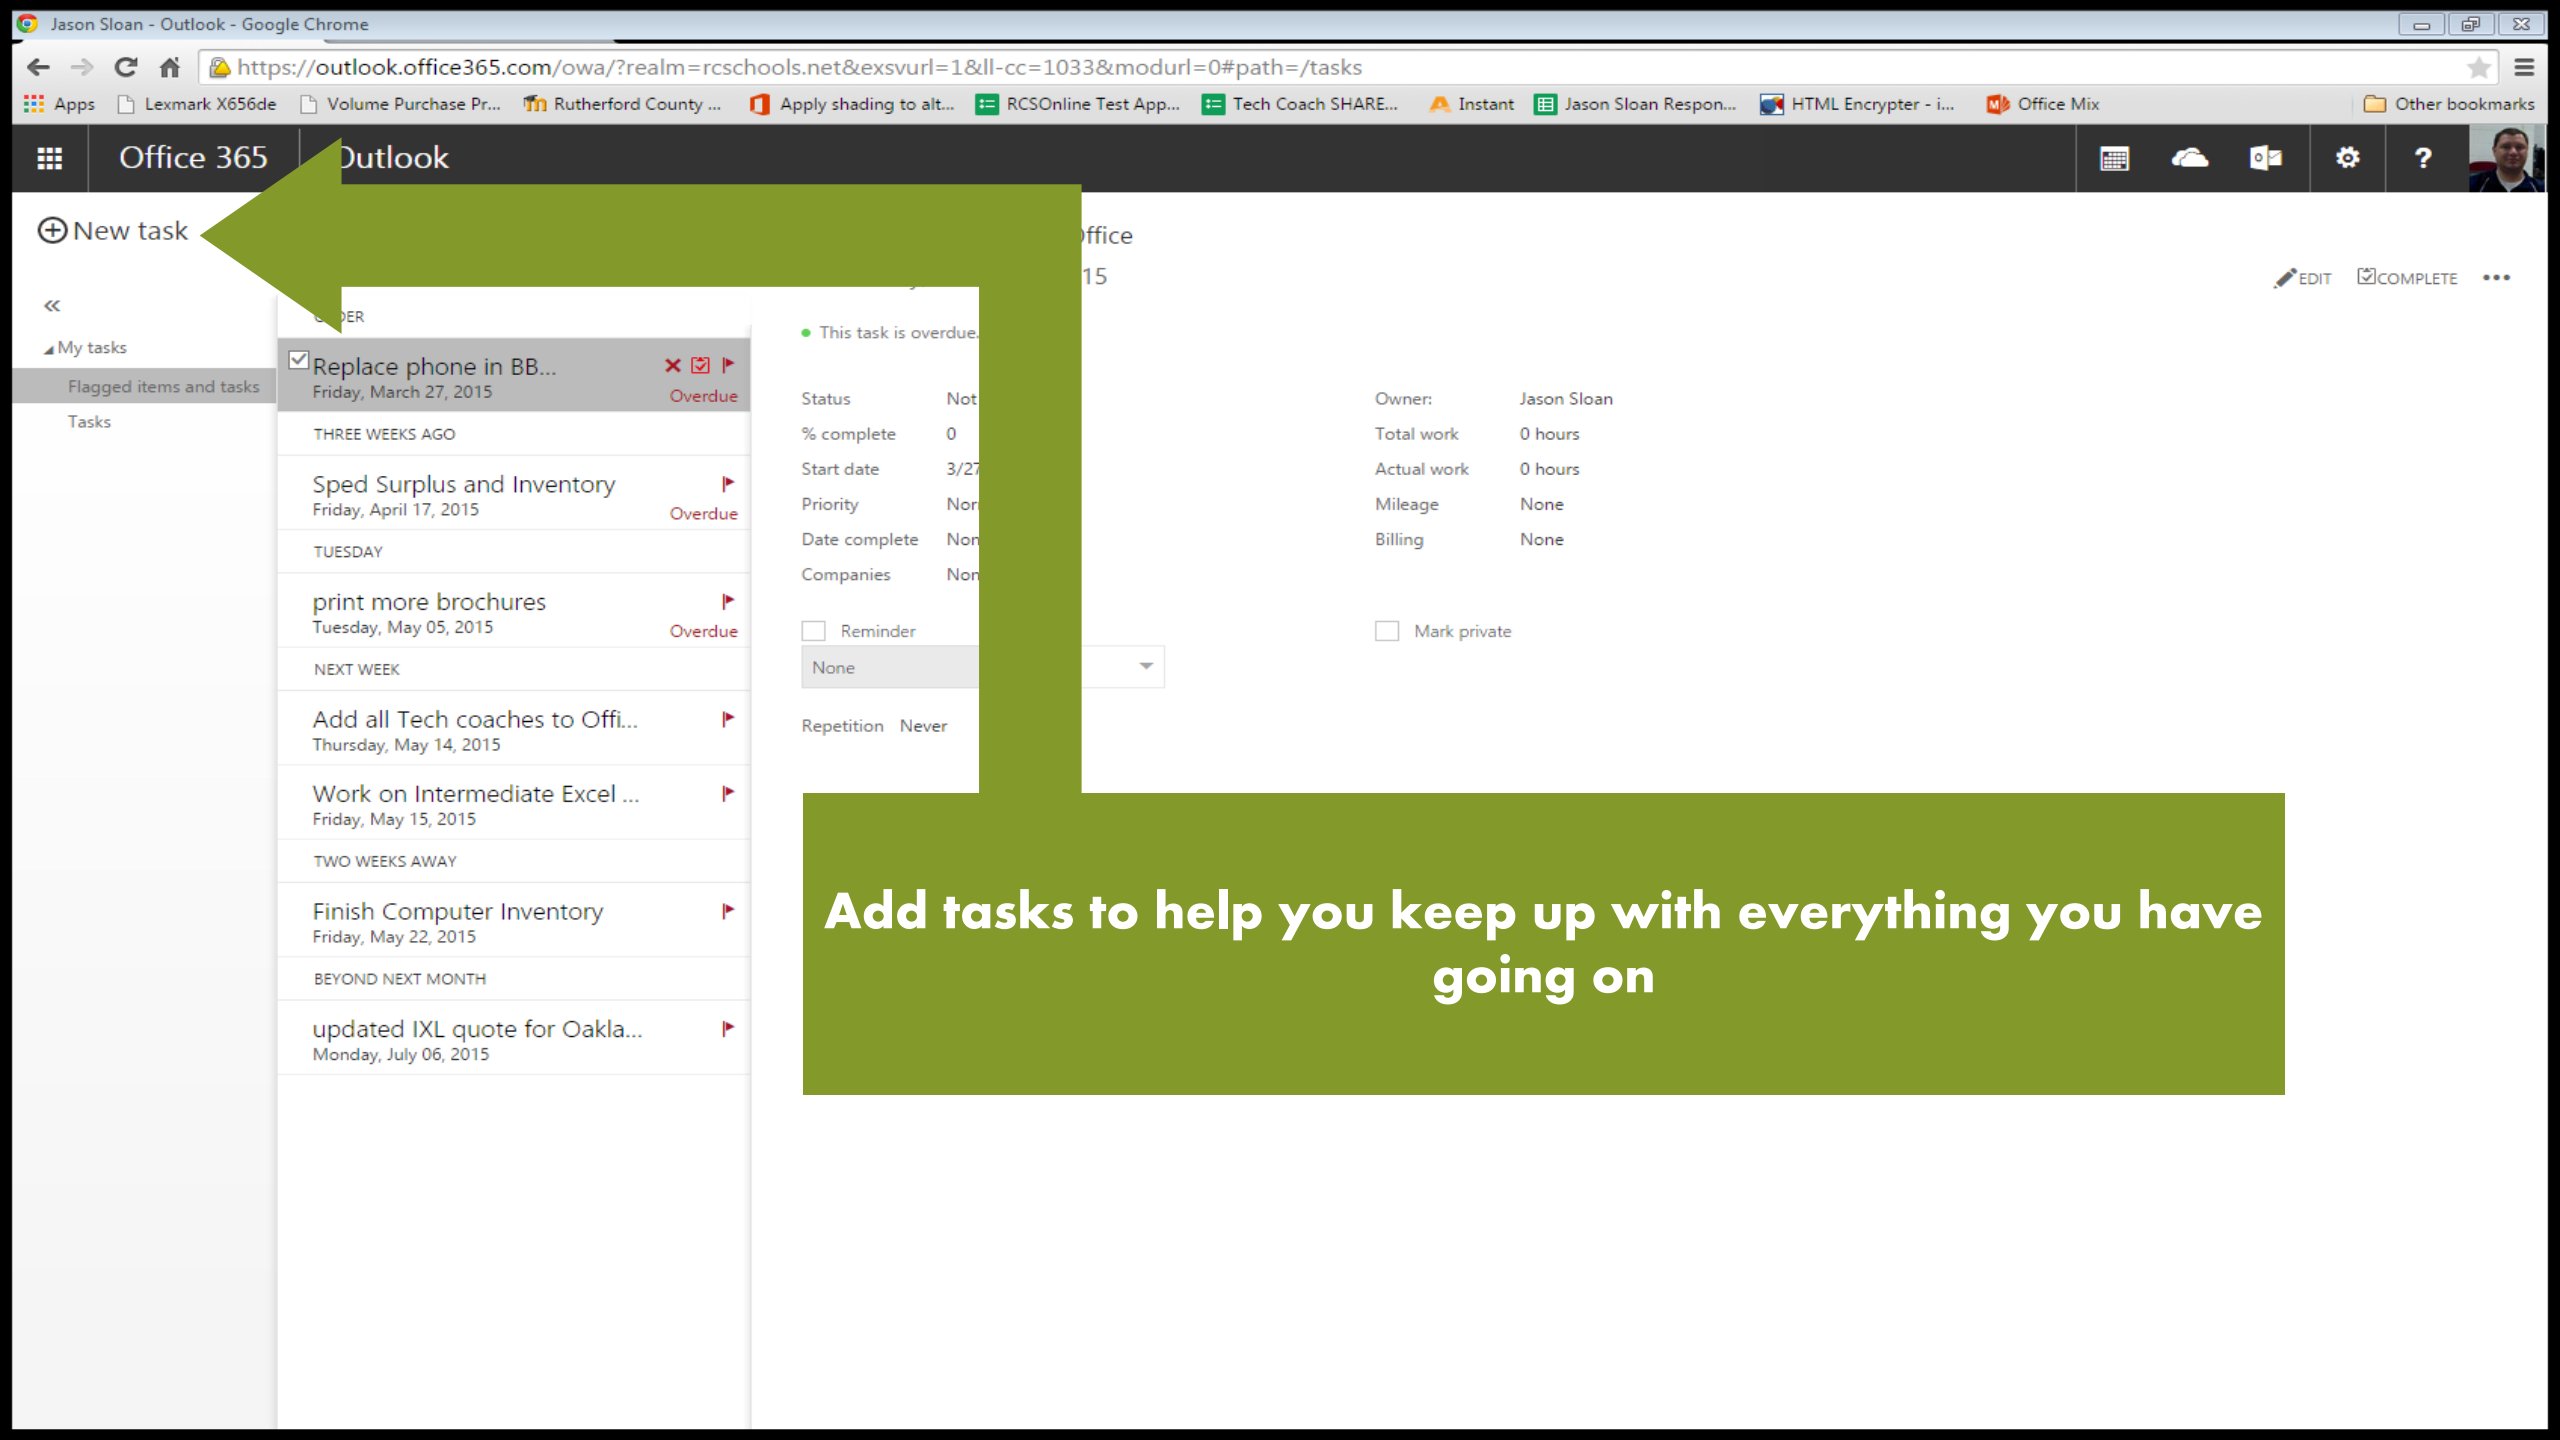 Jason Sloan - Outlook - Google Chrome
https://outlook.office365.com/owa/?realm=rcschools.net&exsvurl=1&ll-cc=1033&modurl=0#path=/tasks
Apps Lexmark X656de Volume Purchase Pr... Rutherford County ... Apply shading to alt... RCSOnline Test App... Tech Coach SHARE... Instant Jason Sloan Respon... HTML Encrypter - i... Office Mix Other bookmarks
Office 365 Outlook
New task
EDIT COMPLETE •••
«
My tasks
Flagged items and tasks
Tasks
Replace phone in BB...
Friday, March 27, 2015 Overdue
THREE WEEKS AGO
Sped Surplus and Inventory
Friday, April 17, 2015 Overdue
TUESDAY
print more brochures
Tuesday, May 05, 2015 Overdue
NEXT WEEK
Add all Tech coaches to Offi...
Thursday, May 14, 2015
Work on Intermediate Excel ...
Friday, May 15, 2015
TWO WEEKS AWAY
Finish Computer Inventory
Friday, May 22, 2015
BEYOND NEXT MONTH
updated IXL quote for Oakla...
Monday, July 06, 2015
15
This task is overdue.
Status Not Owner: Jason Sloan
% complete 0 Total work 0 hours
Start date 3/27 Actual work 0 hours
Priority Mileage None
Date complete Billing None
Companies
Reminder Mark private
None
Repetition Never
Add tasks to help you keep up with everything you have
going on